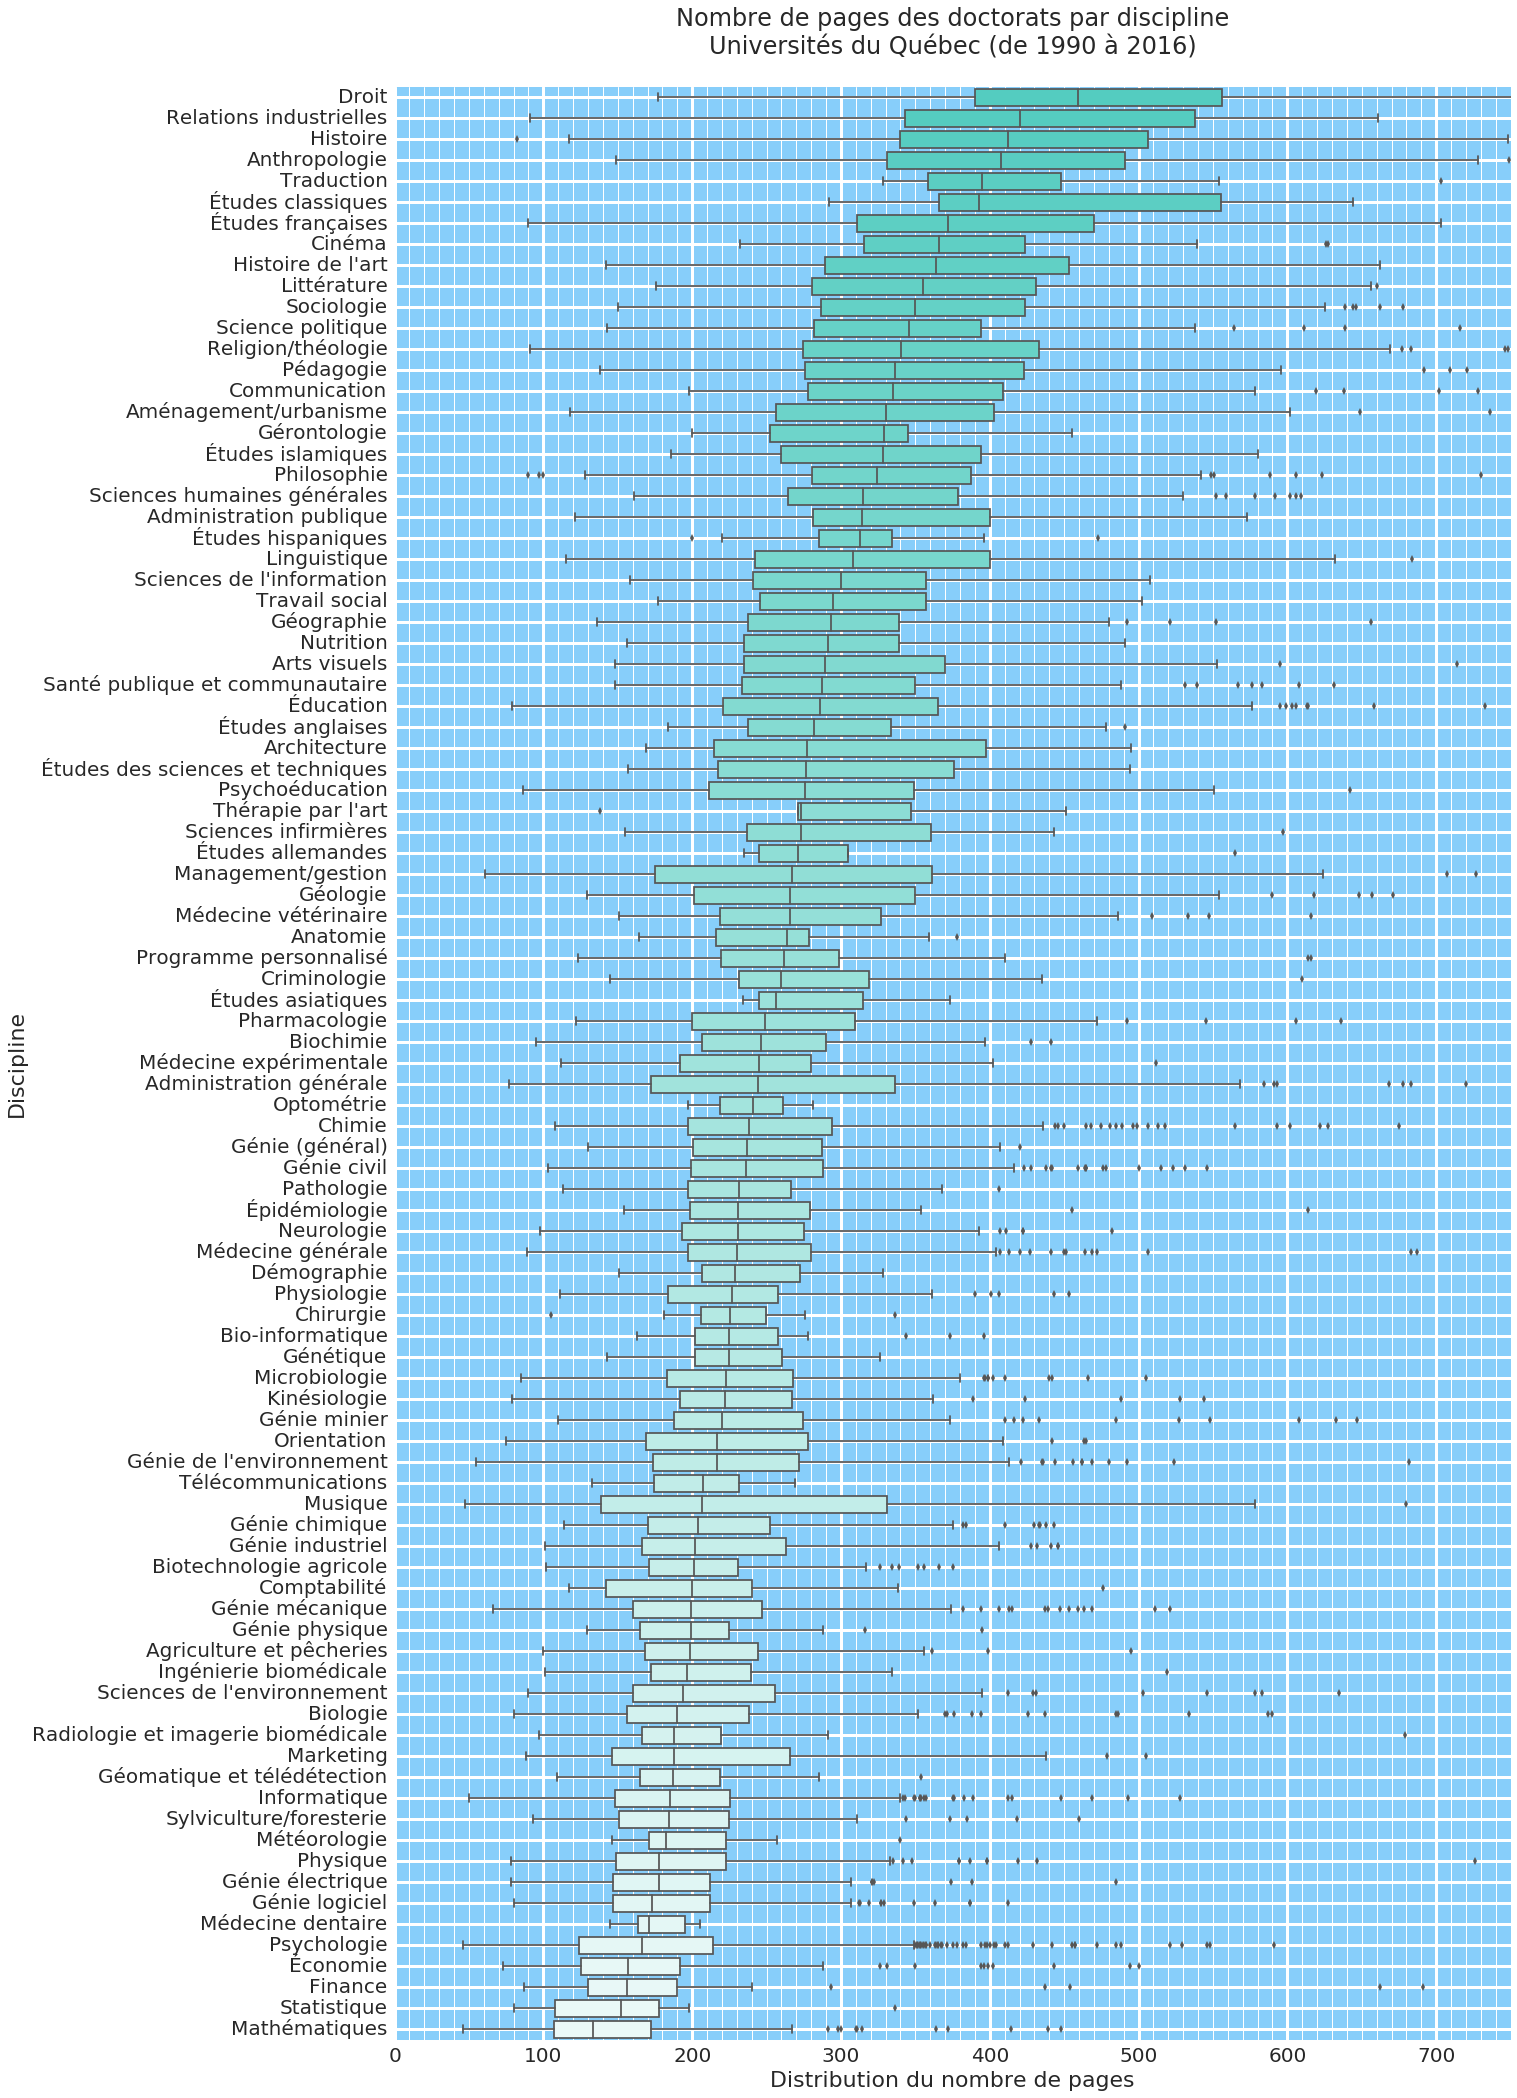 Nombre de pages des doctorats par discipline
Universités du Québec (de 1990 à 2016)
Discipline
Droit
Relations industrielles
Histoire
Anthropologie
Traduction
Études classiques
Études françaises
Cinéma
Histoire de l'art
Littérature
Sociologie
Science politique
Religion/théologie
Pédagogie
Communication
Aménagement/urbanisme
Gérontologie
Études islamiques
Philosophie
Sciences humaines générales
Administration publique
Études hispaniques
Linguistique
Sciences de l'information
Travail social
Géographie
Nutrition
Arts visuels
Santé publique et communautaire
Éducation
Études anglaises
Architecture
Études des sciences et techniques
Psychoéducation
Thérapie par l'art
Sciences infirmières
Études allemandes
Management/gestion
Géologie
Médecine vétérinaire
Anatomie
Programme personnalisé
Criminologie
Études asiatiques
Pharmacologie
Biochimie
Médecine expérimentale
Administration générale
Optométrie
Chimie
Génie (général)
Génie civil
Pathologie
Épidémiologie
Neurologie
Médecine générale
Démographie
Physiologie
Chirurgie
Bio-informatique
Génétique
Microbiologie
Kinésiologie
Génie minier
Orientation
Génie de l'environnement
Télécommunications
Musique
Génie chimique
Génie industriel
Biotechnologie agricole
Comptabilité
Génie mécanique
Génie physique
Agriculture et pêcheries
Ingénierie biomédicale
Sciences de l'environnement
Biologie
Radiologie et imagerie biomédicale
Marketing
Géomatique et télédétection
Informatique
Sylviculture/foresterie
Météorologie
Physique
Génie électrique
Génie logiciel
Médecine dentaire
Psychologie
Économie
Finance
Statistique
Mathématiques
0 100 200 300 400 500 600 700
Distribution du nombre de pages